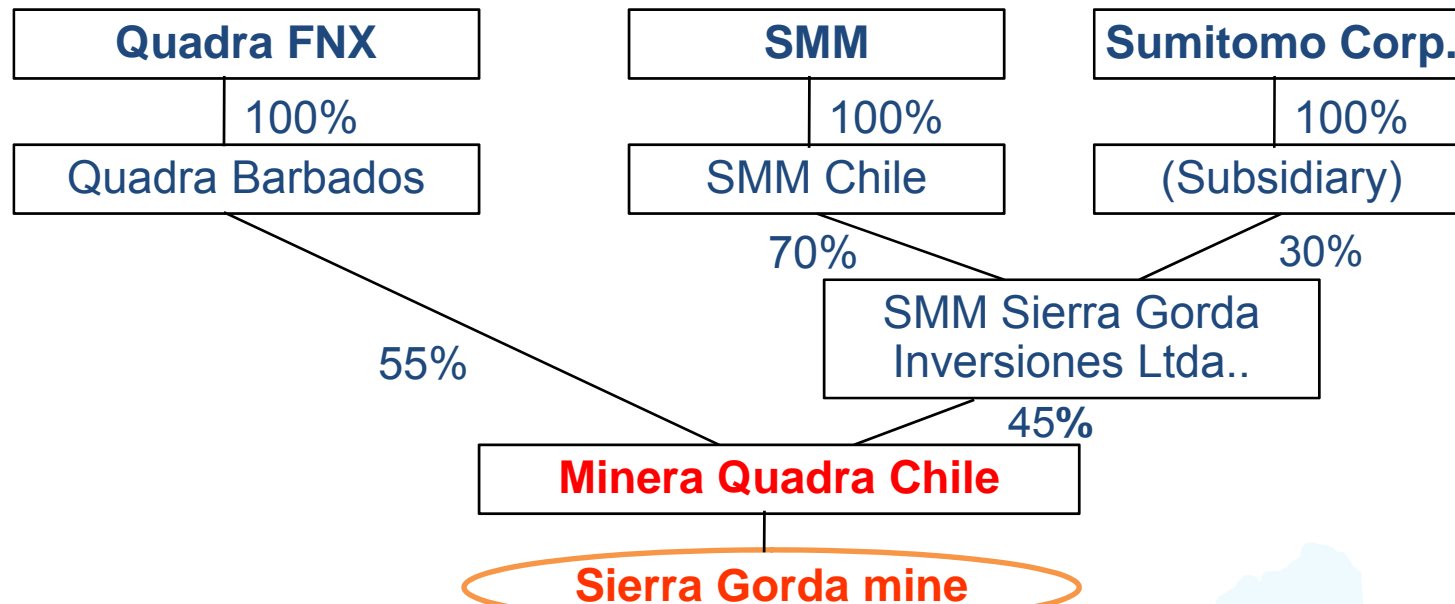 Quadra FNX
SMM
Sumitomo Corp.
100%
100%
100%
Quadra Barbados
SMM Chile
(Subsidiary)
70%
30%
SMM Sierra Gorda
Inversiones Ltda..
55%
45%
Minera Quadra Chile
Sierra Gorda mine